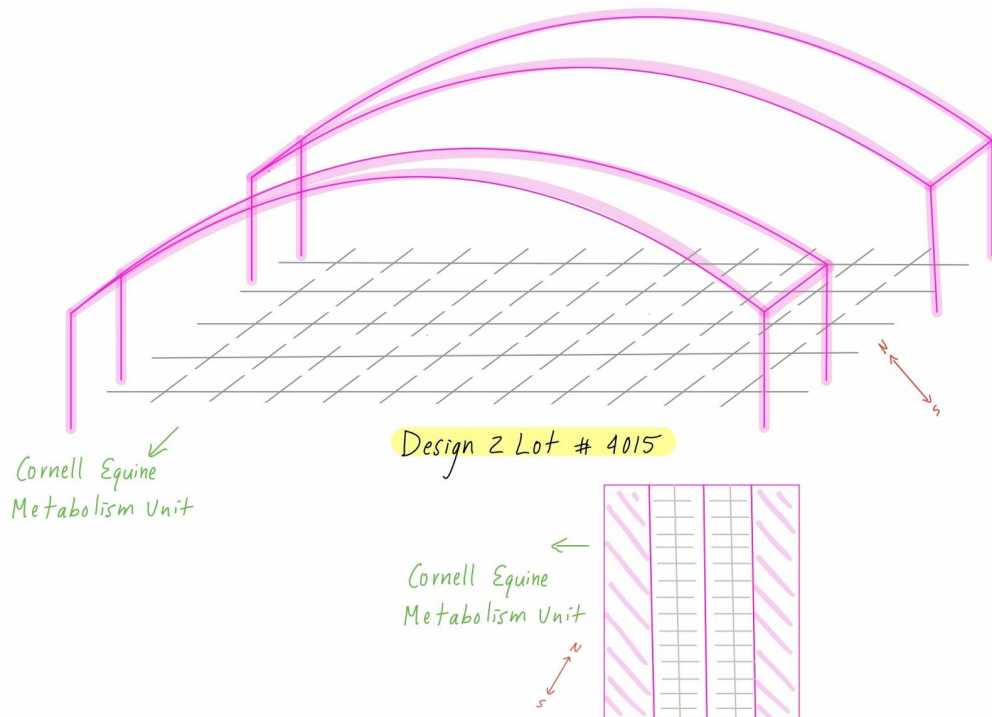 N
S
Cornell Equine
Metabolism Unit
Design 2 Lot # 4015
Cornell Equine
Metabolism Unit
N
S